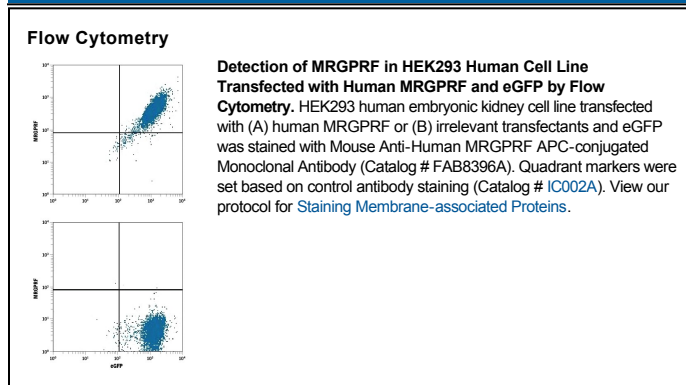 Flow Cytometry
Detection of MRGPRF in HEK293 Human Cell Line
Transfected with Human MRGPRF and eGFP by Flow
Cytometry. HEK293 human embryonic kidney cell line transfected
with (A) human MRGPRF or (B) irrelevant transfectants and eGFP
was stained with Mouse Anti-Human MRGPRF APC-conjugated
Monoclonal Antibody (Catalog # FAB8396A). Quadrant markers were
set based on control antibody staining (Catalog # IC002A). View our
protocol for Staining Membrane-associated Proteins.
MRGPRF
MRGPRF
eGFP